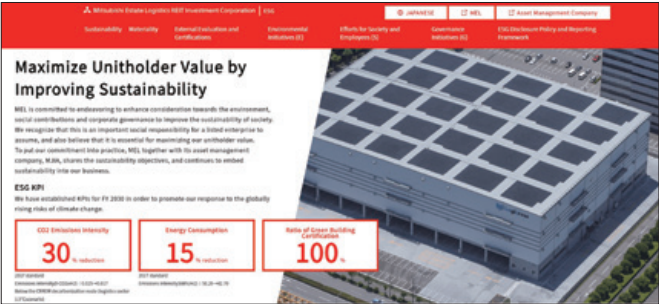 Mitsubishi Estate Logistics REIT Investment Corporation | ESG
JAPANESE
MEL
Asset Management Company
Sustainability Materiality External Evaluation and Certifications Environmental Initiatives (E) Efforts for Society and Employees (S) Governance Initiatives (G) ESG Disclosure Policy and Reporting Framework
Maximize Unitholder Value by
Improving Sustainability
MEL is committed to endeavoring to enhance consideration towards the environment,
social contributions and corporate governance to improve the sustainability of society.
We recognize that this is an important social responsibility for a listed enterprise to
assume, and also believe that it is essential for maximizing our unitholder value.
To put our commitment into practice, MEL together with its asset management
company, MJIA, shares the sustainability objectives, and continues to embed
sustainability into our business.
ESG KPI
We have established KPIs for FY 2030 in order to promote our response to the globally
rising risks of climate change.
CO2 Emissions Intensity
30 % reduction
Energy Consumption
15 % reduction
Ratio of Green Building
Certification
100 %
2017 standard
2017 standard